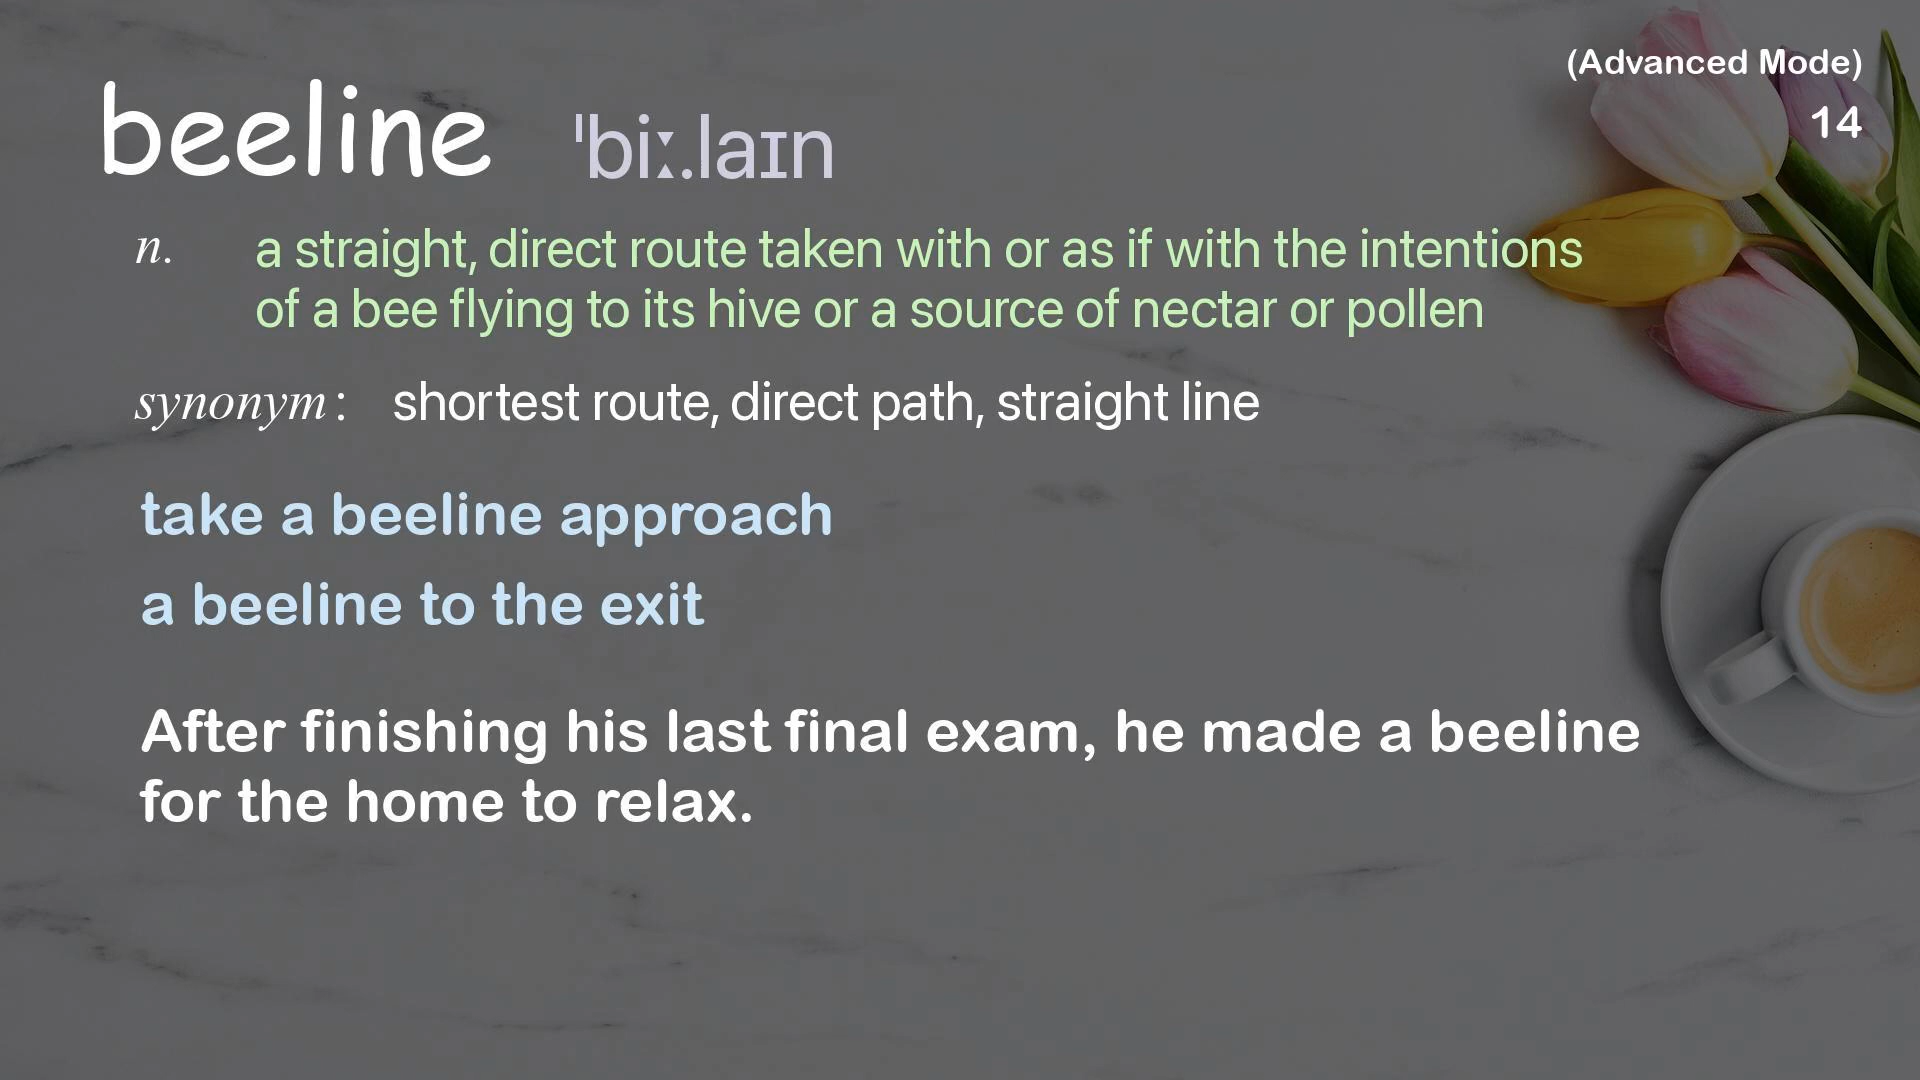 (Advanced Mode)
14
beeline ˈbiː.laɪn
n. a straight, direct route taken with or as if with the intentions
of a bee flying to its hive or a source of nectar or pollen
synonym: shortest route, direct path, straight line
take a beeline approach
a beeline to the exit
After finishing his last final exam, he made a beeline
for the home to relax.